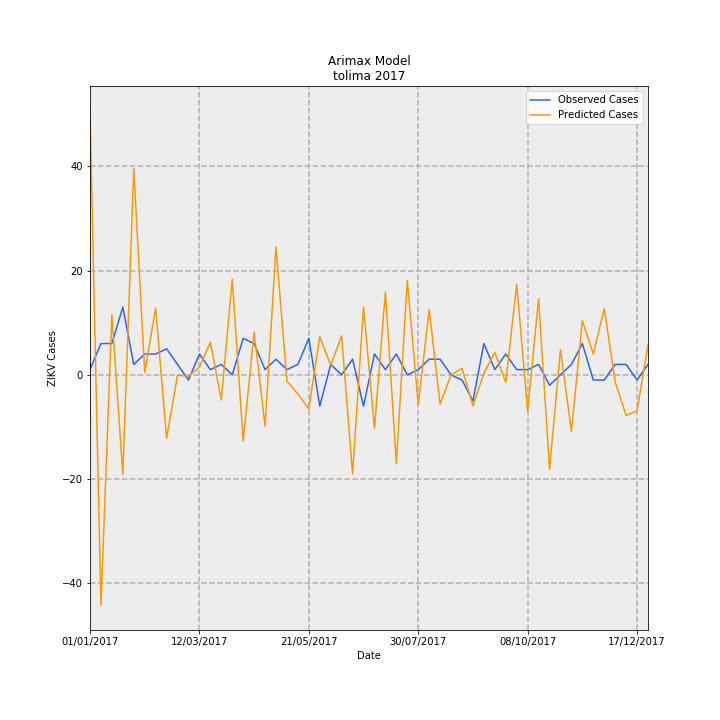 Arimax Model
tolima 2017
Observed Cases
Predicted Cases
ZIKV Cases
40
20
0
−20
−40
01/01/2017 12/03/2017 21/05/2017 30/07/2017 08/10/2017 17/12/2017
Date